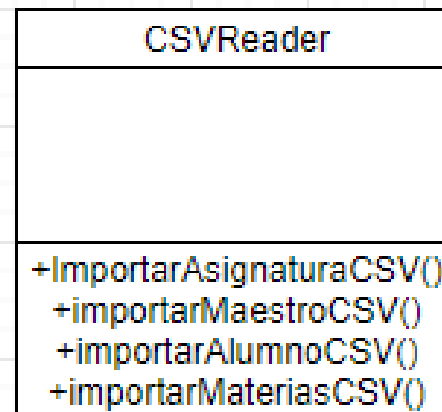 CSVReader
+ImportarAsignaturaCSV()
+importarMaestroCSV()
+importarAlumnoCSV()
+importarMateriasCSV()